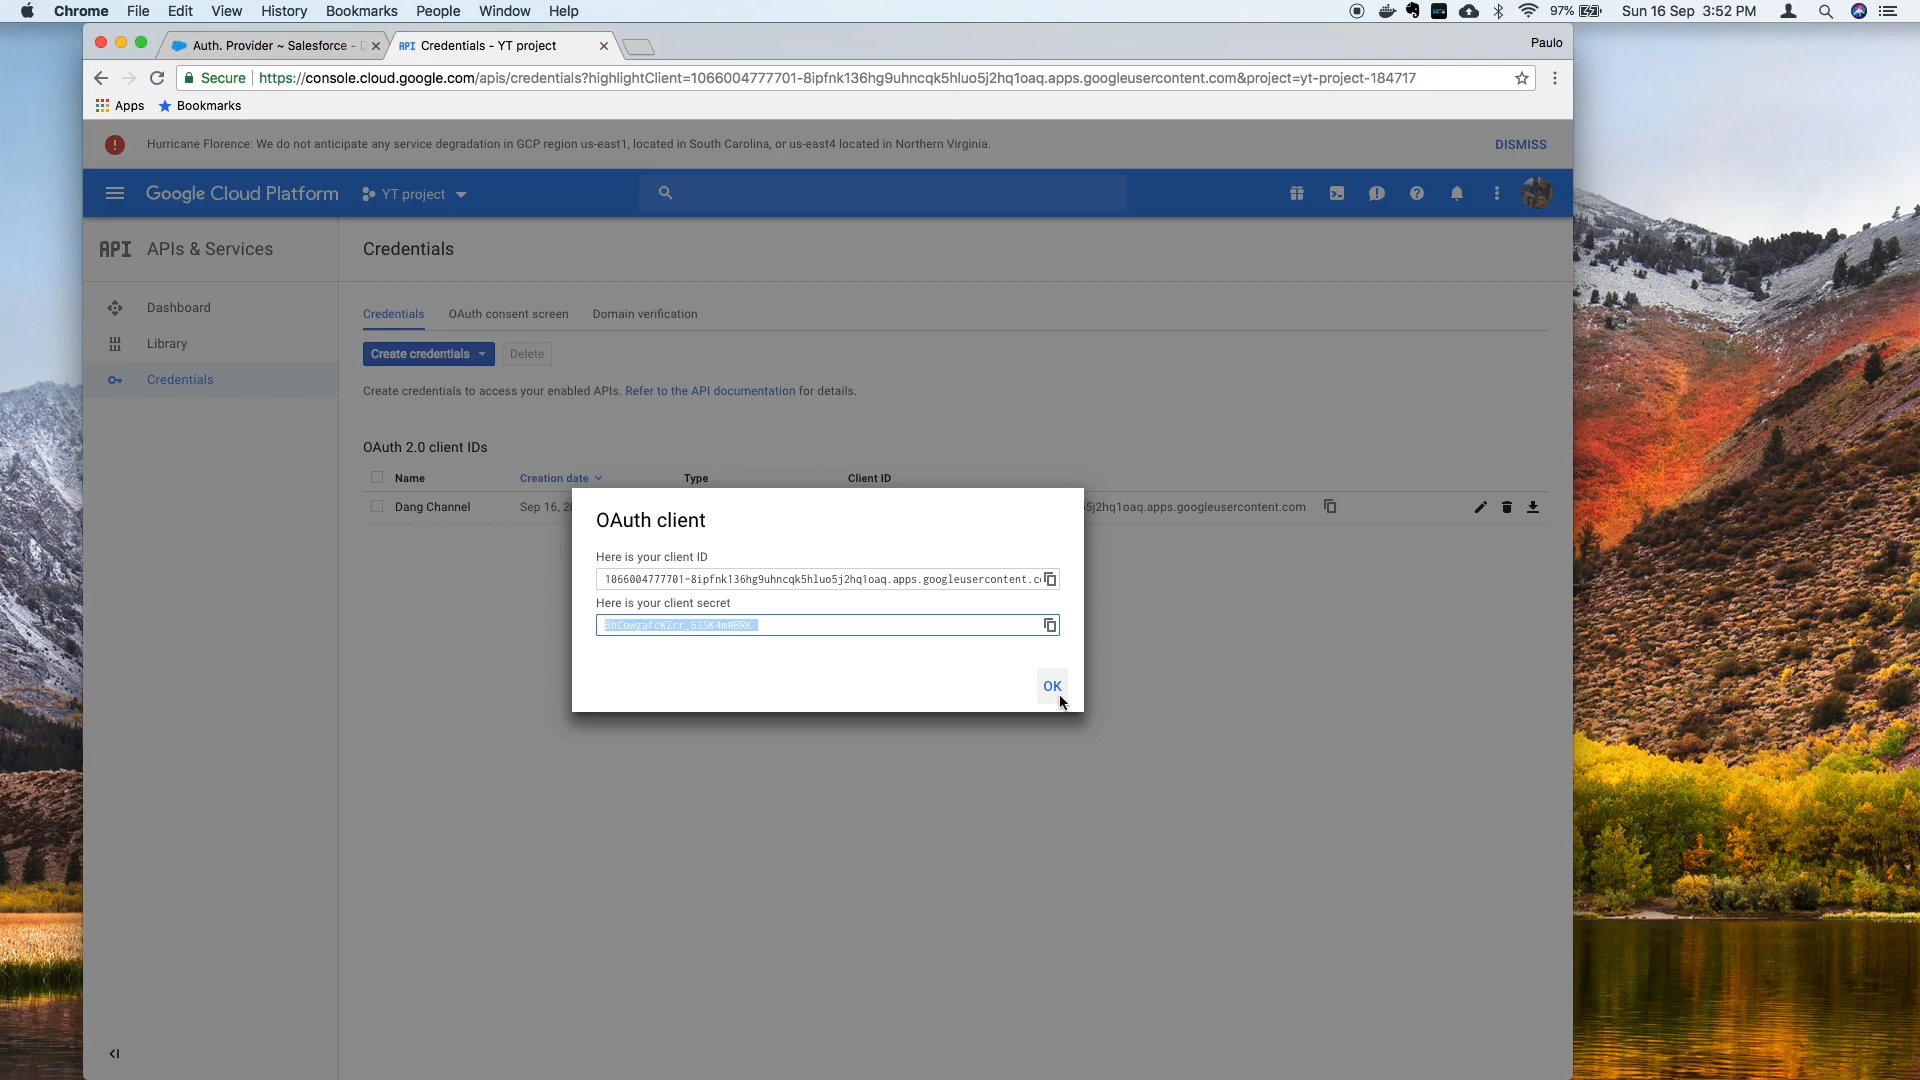 Chrome File Edit View History Bookmarks People Window Help 97% Sun 16 Sep 3:52 PM
Auth. Provider ~ Salesforce - D Credentials - YT project Paulo
Secure https://console.cloud.google.com/apis/credentials?highlightClient=1066004777701-8ipfnk136hg9uhncqk5hluo5j2hq1oaq.apps.googleusercontent.com&project=yt-project-184717
Apps Bookmarks
Hurricane Florence: We do not anticipate any service degradation in GCP region us-east1, located in South Carolina, or us-east4 located in Northern Virginia. DISMISS
Google Cloud Platform YT project
API APIs & Services
Credentials
Dashboard
Library
Credentials
Credentials OAuth consent screen Domain verification
Create credentials Delete
Create credentials to access your enabled APIs. Refer to the API documentation for details.
OAuth 2.0 client IDs
Name Creation date Type Client ID
Dang Channel Sep 16, 2 5j2hq1oaq.apps.googleusercontent.com
OAuth client
Here is your client ID
1066004777701-8ipfnk136hg9uhncqk5hluo5j2hq1oaq.apps.googleusercontent.c
Here is your client secret
OK